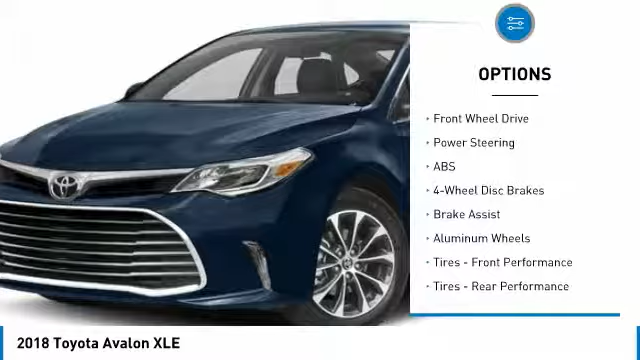 OPTIONS
· Front Wheel Drive
· Power Steering
· ABS
· 4-Wheel Disc Brakes
· Brake Assist
· Aluminum Wheels
· Tires - Front Performance
· Tires - Rear Performance
2018 Toyota Avalon XLE